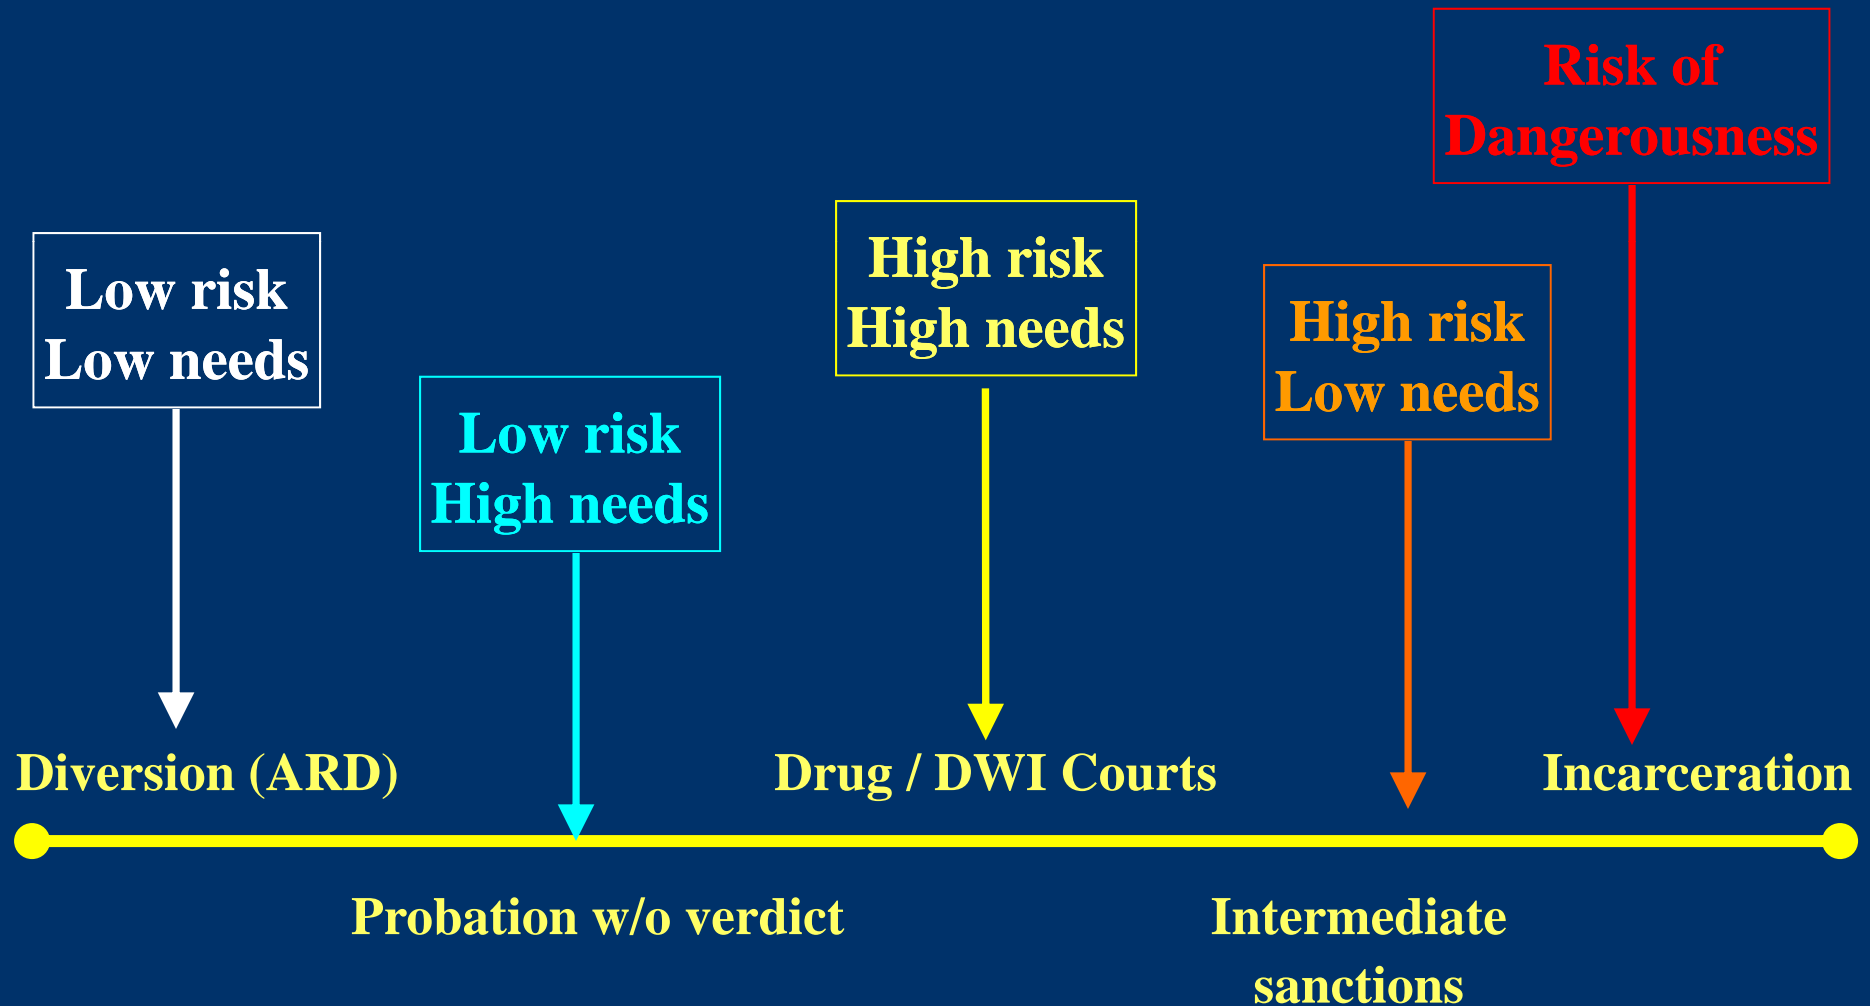 Risk of
Dangerousness
Low risk
Low needs
High risk
High needs
High risk
Low needs
Low risk
High needs
Diversion (ARD)
Drug / DWI Courts
Incarceration
Probation w/o verdict
Intermediate
sanctions